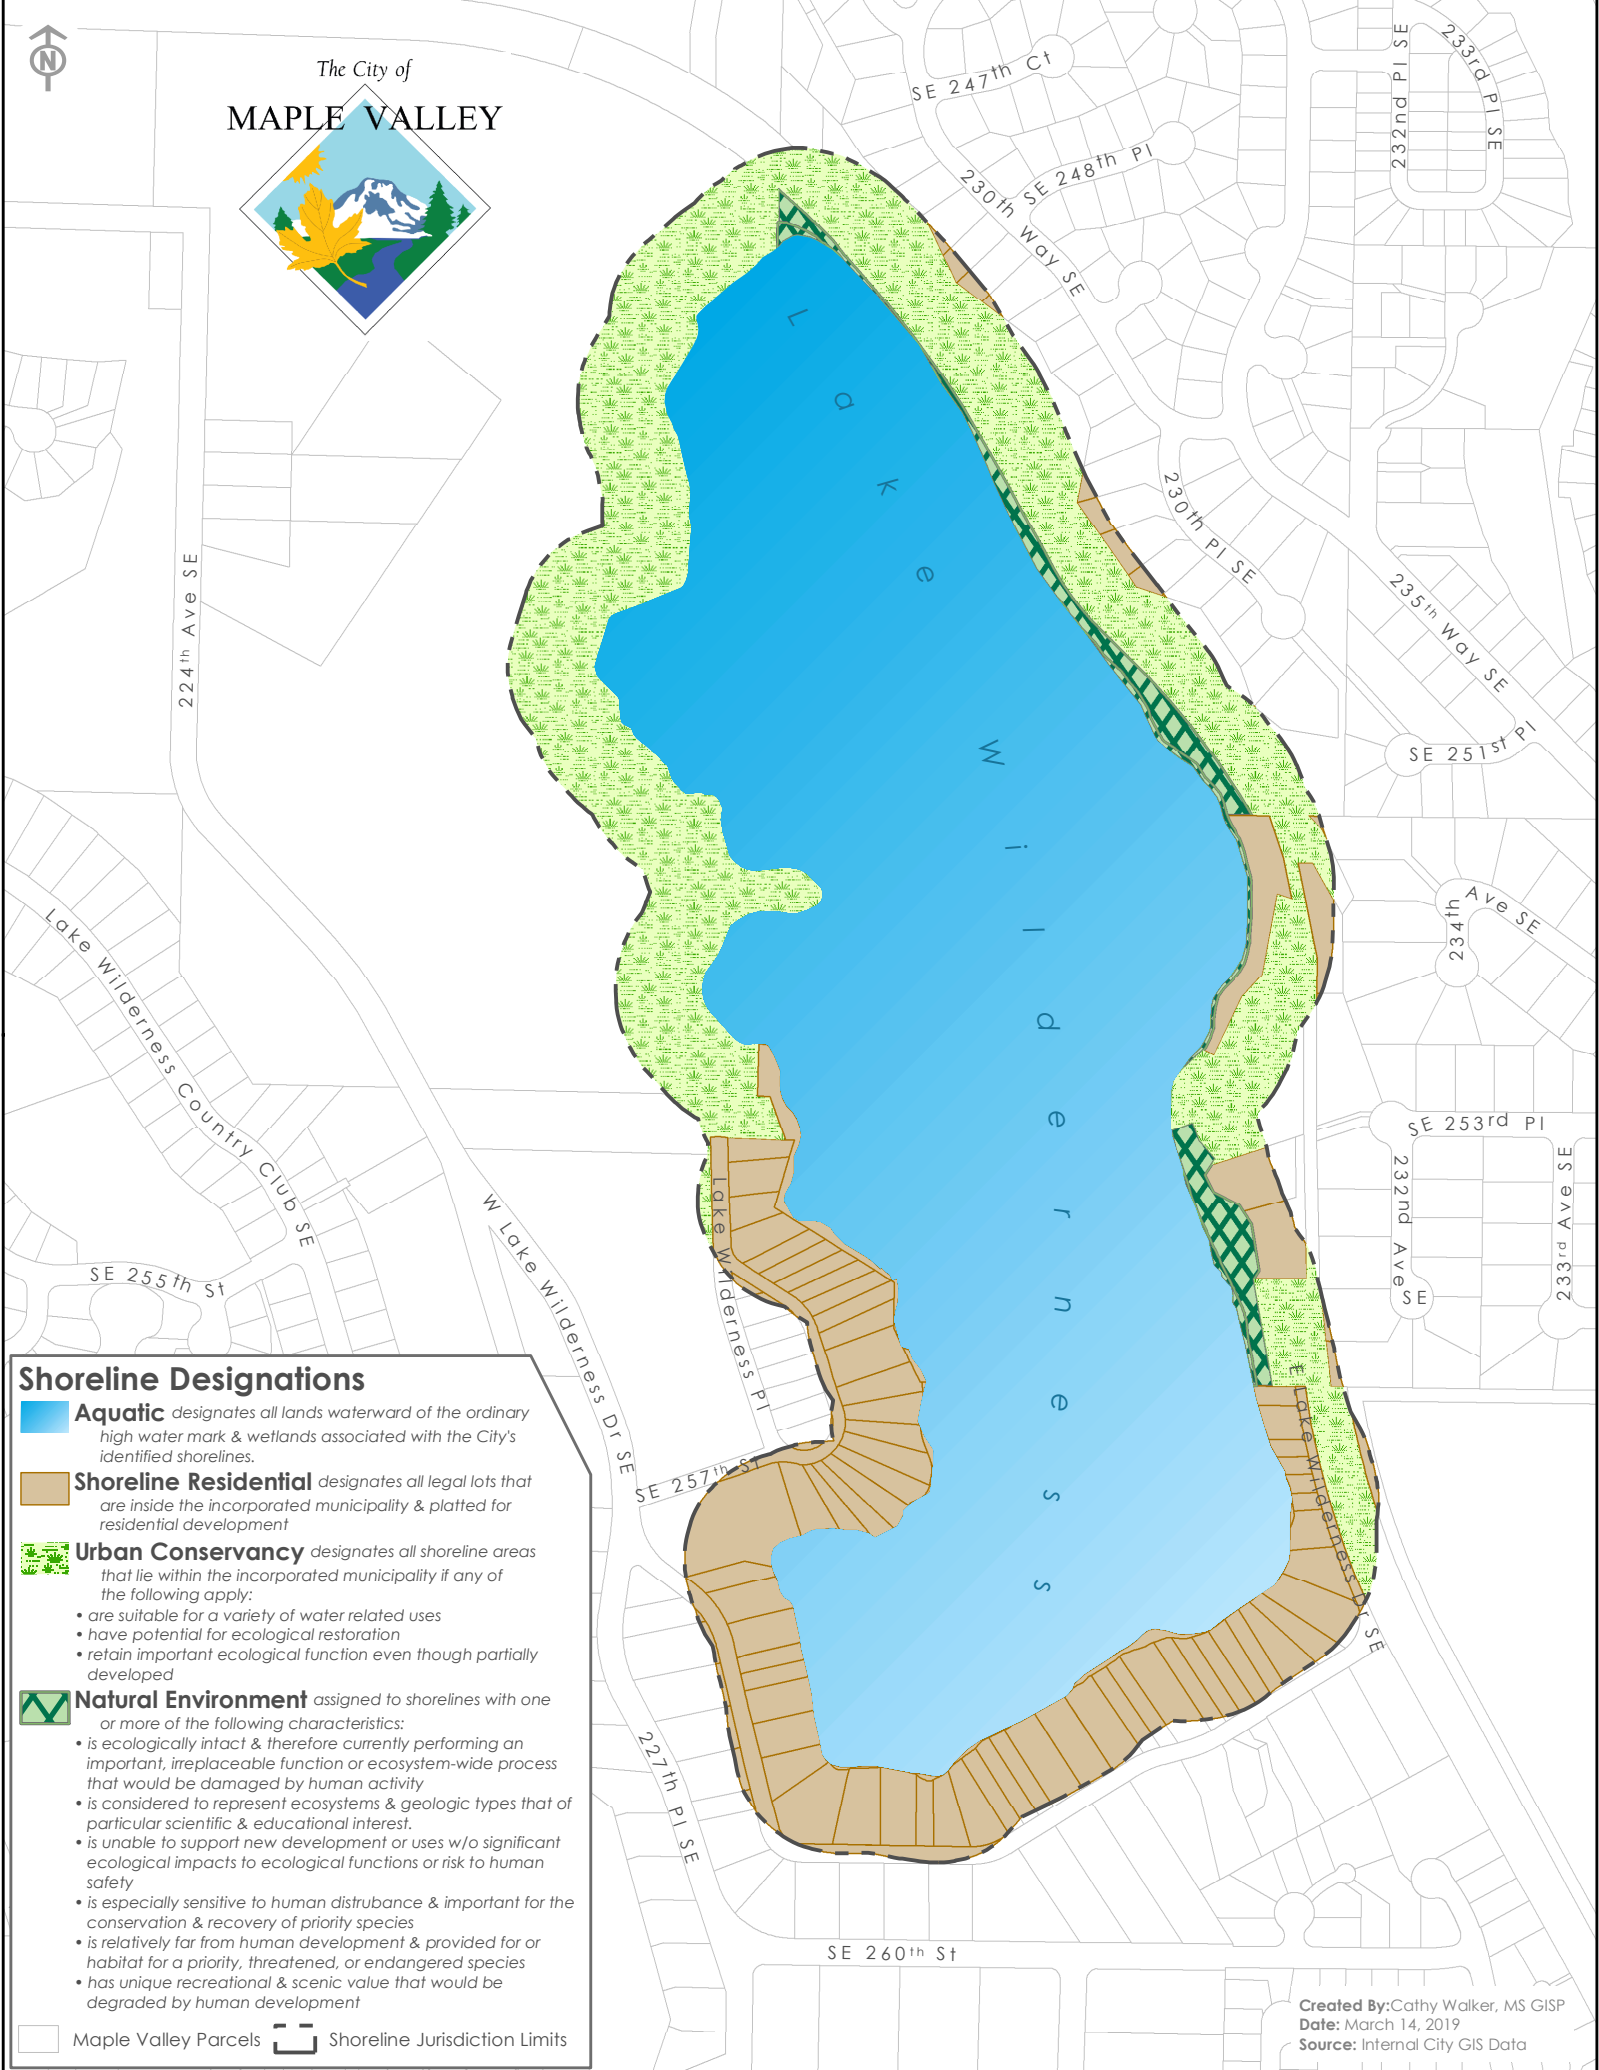 N
The City of
MAPLE VALLEY
SE 247th Ct
SE 248th Pl
230th Way SE
232nd Pl SE
233rd Pl SE
230th Pl SE
235th Way SE
SE 251st Pl
234th Ave SE
SE 253rd Pl
232nd Ave SE
233rd Ave SE
224th Ave SE
Lake Wilderness
Lake Wilderness Country Club SE
SE 255th St
W Lake Wilderness Dr SE
Lake Wilderness Pl
SE 257th St
E Lake Wilderness Dr SE
227th Pl SE
SE 260th St
Shoreline Designations
Aquatic designates all lands waterward of the ordinary
high water mark & wetlands associated with the City's
identified shorelines.
Shoreline Residential designates all legal lots that
are inside the incorporated municipality & platted for
residential development
Urban Conservancy designates all shoreline areas
that lie within the incorporated municipality if any of
the following apply:
• are suitable for a variety of water related uses
• have potential for ecological restoration
• retain important ecological function even though partially
developed
Natural Environment assigned to shorelines with one
or more of the following characteristics:
• is ecologically intact & therefore currently performing an
important, irreplaceable function or ecosystem-wide process
that would be damaged by human activity
• is considered to represent ecosystems & geologic types that of
particular scientific & educational interest.
• is unable to support new development or uses w/o significant
ecological impacts to ecological functions or risk to human
safety
• is especially sensitive to human distrubance & important for the
conservation & recovery of priority species
• is relatively far from human development & provided for or
habitat for a priority, threatened, or endangered species
• has unique recreational & scenic value that would be
degraded by human development
Maple Valley Parcels
Shoreline Jurisdiction Limits
Created By:Cathy Walker, MS GISP
Date: March 14, 2019
Source: Internal City GIS Data